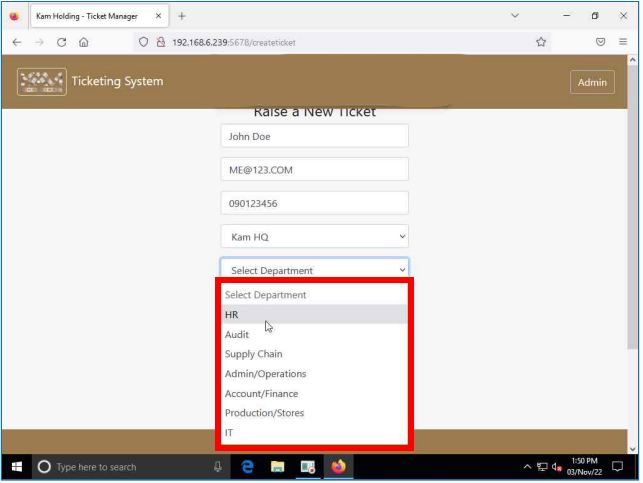 Kam Holding - Ticket Manager
192.168.6.239:5678/createticket
Ticketing System
Admin
Raise a New Ticket
John Doe
ME@123.COM
090123456
Kam HQ
Select Department
Select Department
HR
Audit
Supply Chain
Admin/Operations
Account/Finance
Production/Stores
IT
Type here to search
1:50 PM
03/Nov/22